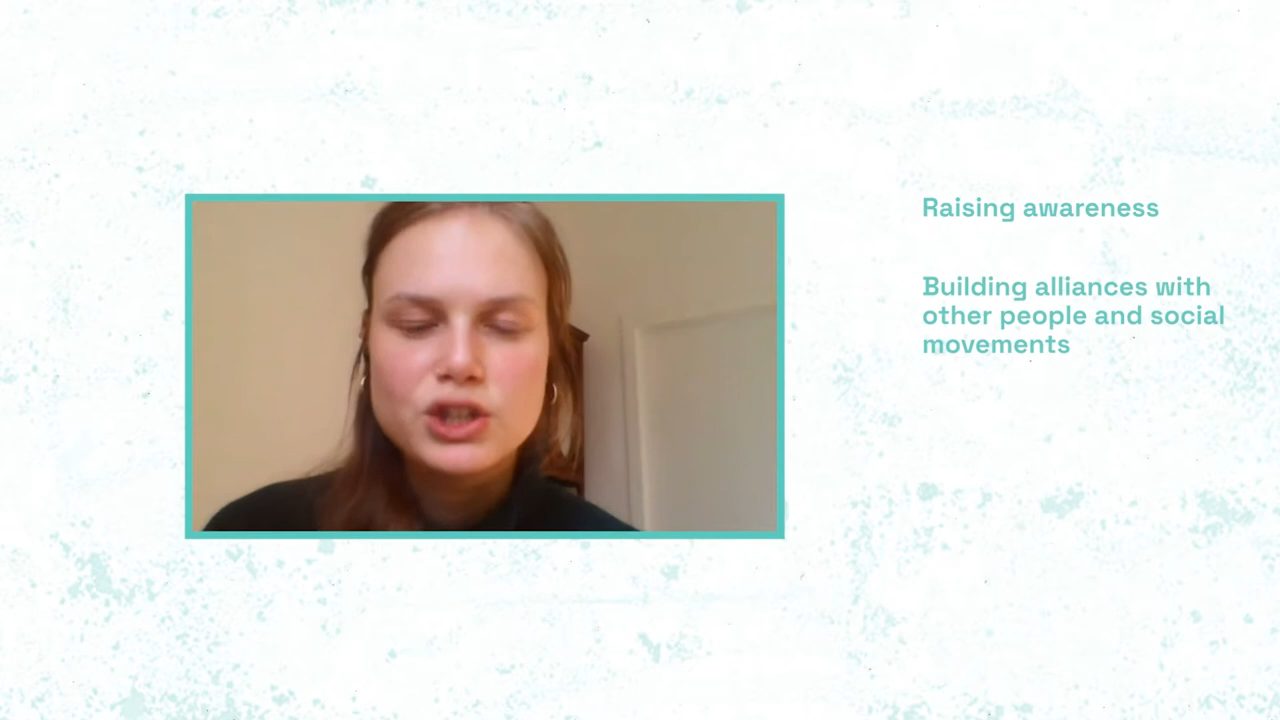 Raising awareness
Building alliances with
other people and social
movements